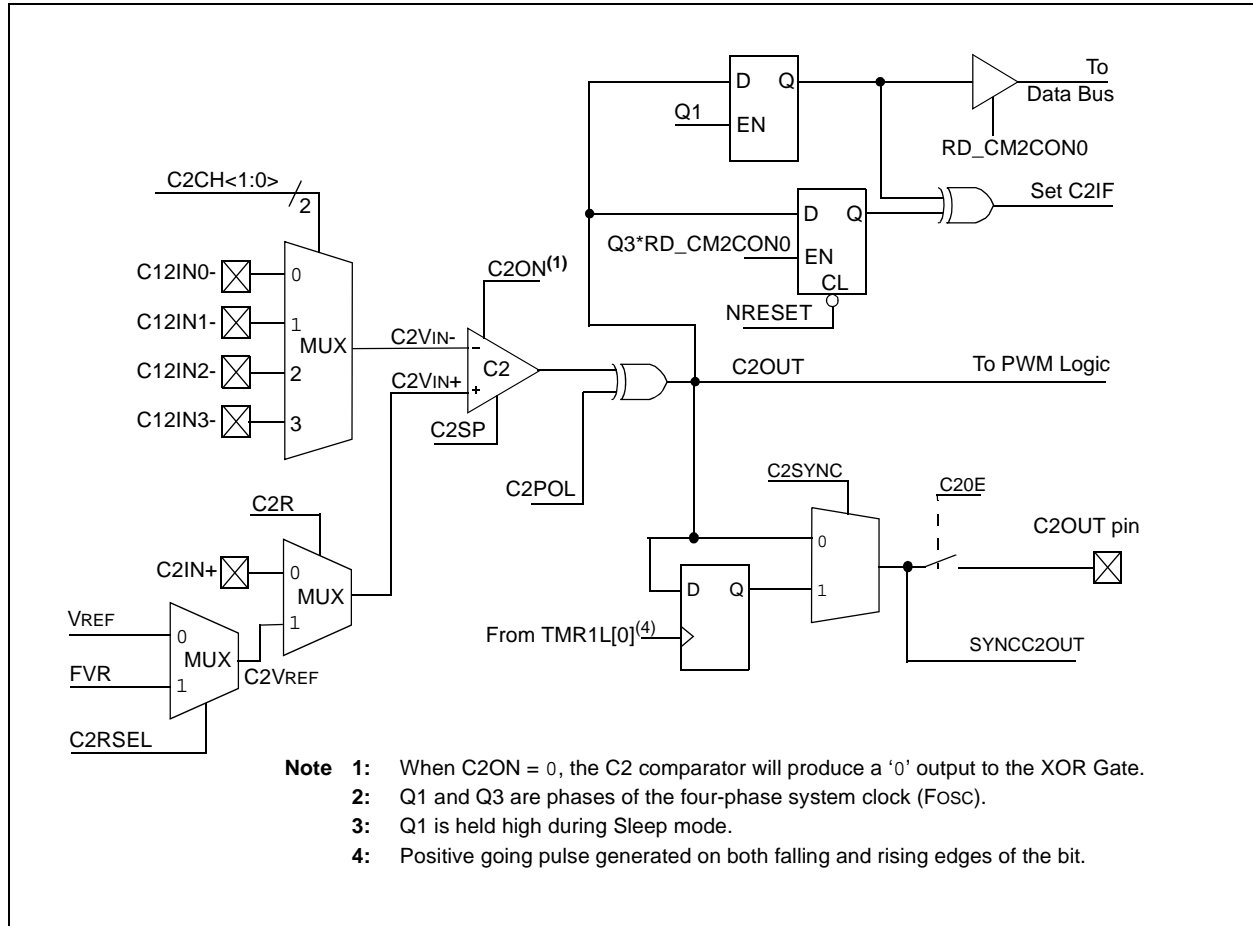 D Q
Q1
EN
To
Data Bus
RD_CM2CON0
C2CH<1:0>
2
D Q
Set C2IF
Q3*RD_CM2CON0
EN
CL
NRESET
C12IN0-
0
C2ON(1)
C12IN1-
1
MUX
C2VIN-
−
C2
C2OUT
To PWM Logic
C12IN2-
2
C2VIN+
+
C12IN3-
3
C2SP
C2POL
C2SYNC
C20E
C2R
C2OUT pin
C2IN+
0
MUX
1
0
D Q
1
VREF
0
MUX
From TMR1L[0](4)
SYNCC2OUT
FVR
1
C2VREF
C2RSEL
Note 1: When C2ON = 0, the C2 comparator will produce a ‘0’ output to the XOR Gate.
2: Q1 and Q3 are phases of the four-phase system clock (FOSC).
3: Q1 is held high during Sleep mode.
4: Positive going pulse generated on both falling and rising edges of the bit.